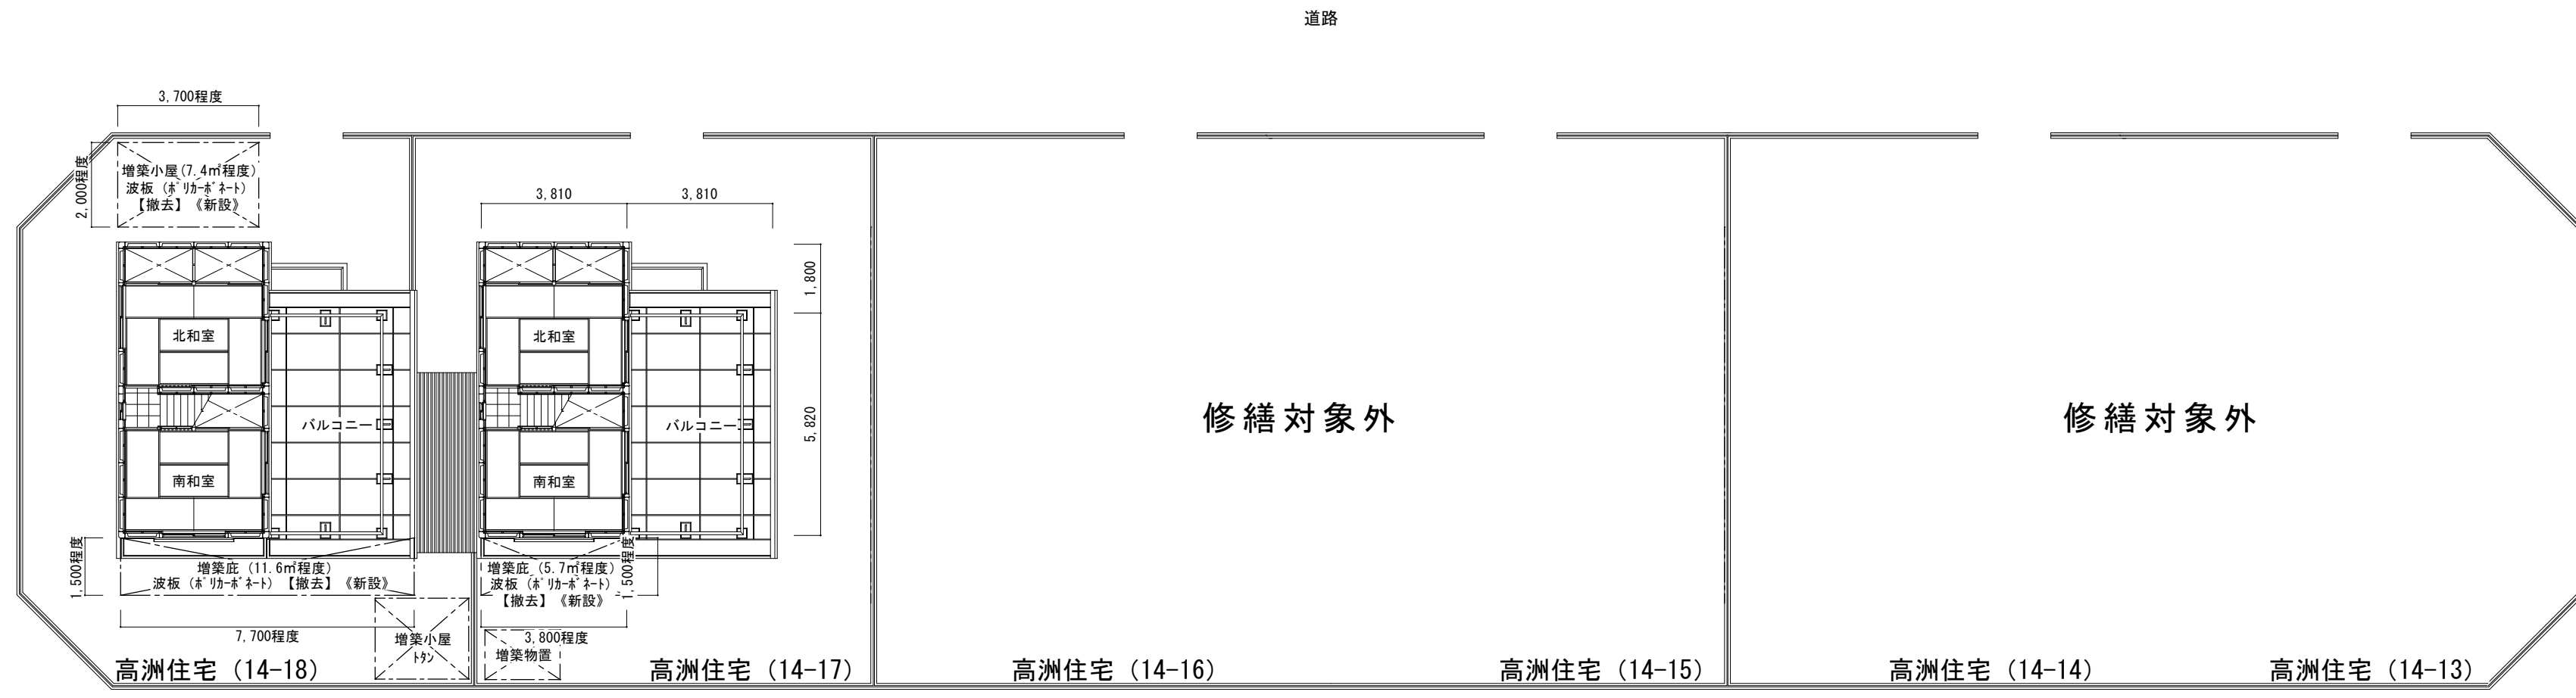 道路
3,700程度
2,000程度
増築小屋(7.4㎡程度)
波板（ﾎﾟﾘｶｰﾎﾞﾈｰﾄ）
【撤去】《新設》
3,810
3,810
1,800
5,820
北和室
北和室
バルコニー
バルコニー
南和室
南和室
修繕対象外
修繕対象外
1,500程度
増築庇（11.6㎡程度）
波板（ﾎﾟﾘｶｰﾎﾞﾈｰﾄ）【撤去】《新設》
7,700程度
増築庇（5.7㎡程度）
波板（ﾎﾟﾘｶｰﾎﾞﾈｰﾄ）
【撤去】《新設》
1,500程度
3,800程度
増築小屋
ﾄﾀﾝ
増築物置
高洲住宅（14-18）
高洲住宅（14-17）
高洲住宅（14-16）
高洲住宅（14-15）
高洲住宅（14-14）
高洲住宅（14-13）